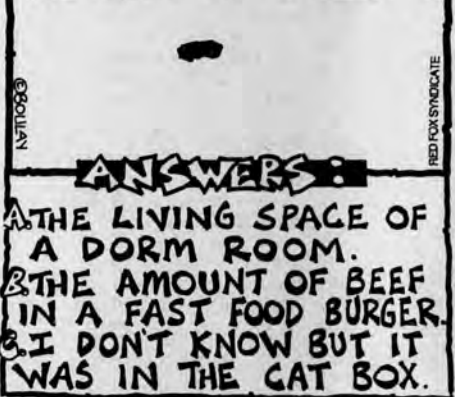 ©BOULAN
RED FOX SYNDICATE
ANSWERS:
A. THE LIVING SPACE OF
A DORM ROOM.
B. THE AMOUNT OF BEEF
IN A FAST FOOD BURGER.
C. I DON'T KNOW BUT IT
WAS IN THE CAT BOX.